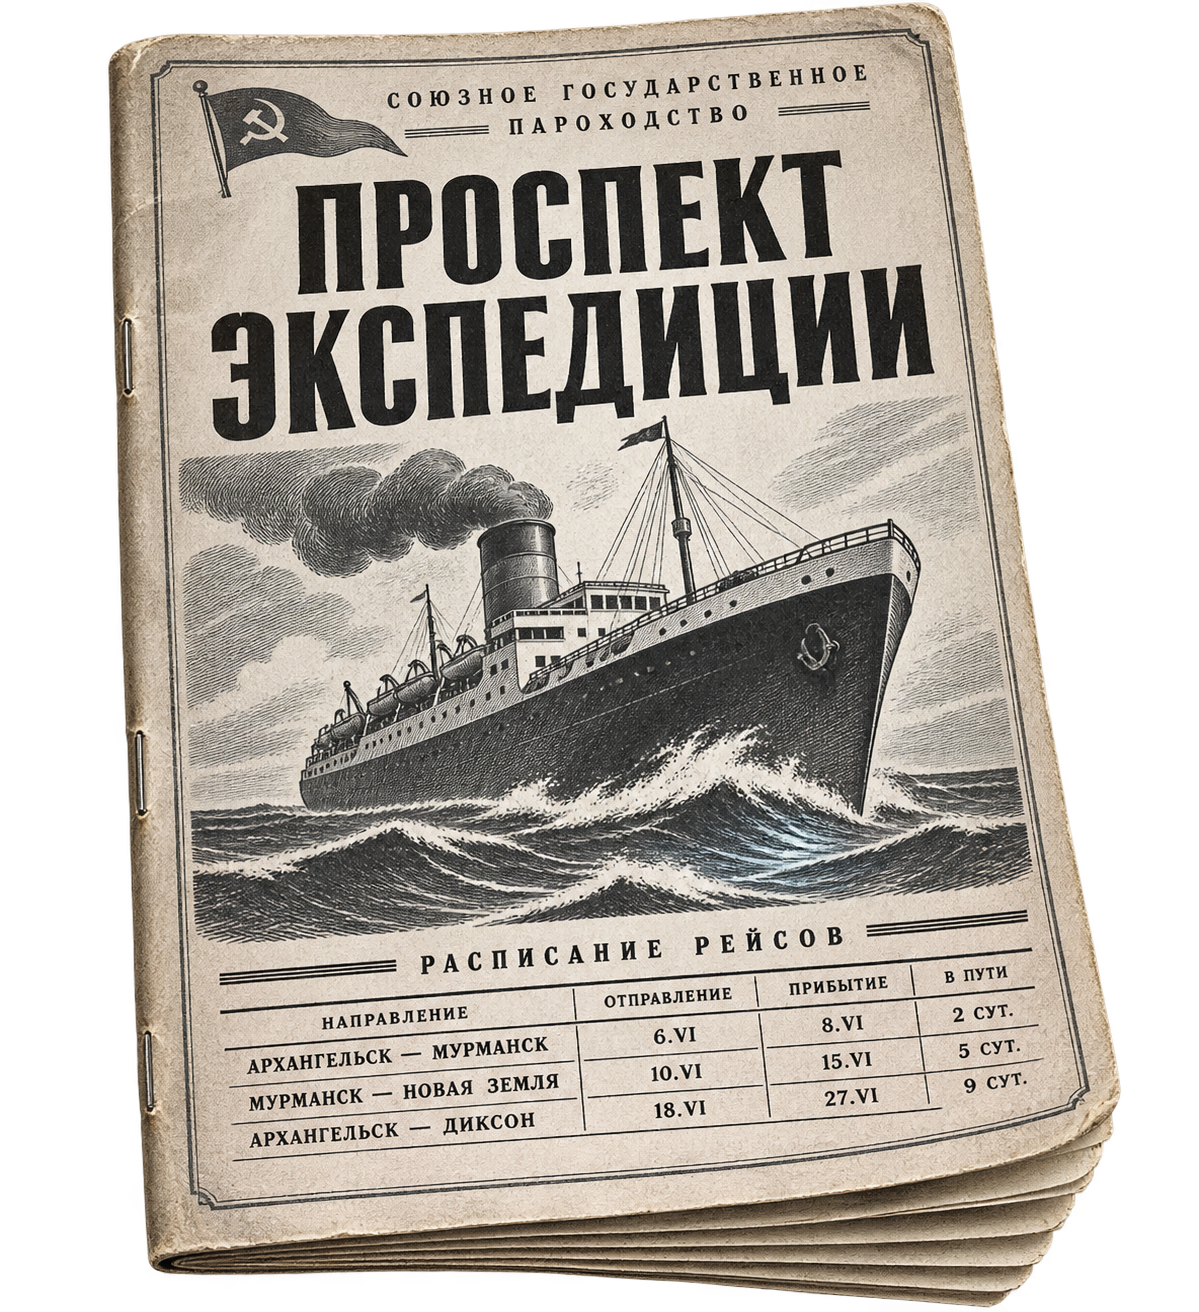 СОЮЗНОЕ ГОСУДАРСТВЕННОЕ
ПАРОХОДСТВО
ПРОСПЕКТ
ЭКСПЕДИЦИИ
РАСПИСАНИЕ РЕЙСОВ
НАПРАВЛЕНИЕ ОТПРАВЛЕНИЕ ПРИБЫТИЕ В ПУТИ
АРХАНГЕЛЬСК — МУРМАНСК 6.VI 8.VI 2 СУТ.
МУРМАНСК — НОВАЯ ЗЕМЛЯ 10.VI 15.VI 5 СУТ.
АРХАНГЕЛЬСК — ДИКСОН 18.VI 27.VI 9 СУТ.